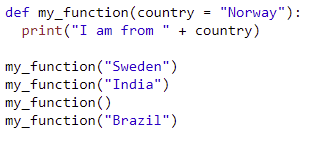 def my_function(country = "Norway"):
  print("I am from " + country)

my_function("Sweden")
my_function("India")
my_function()
my_function("Brazil")